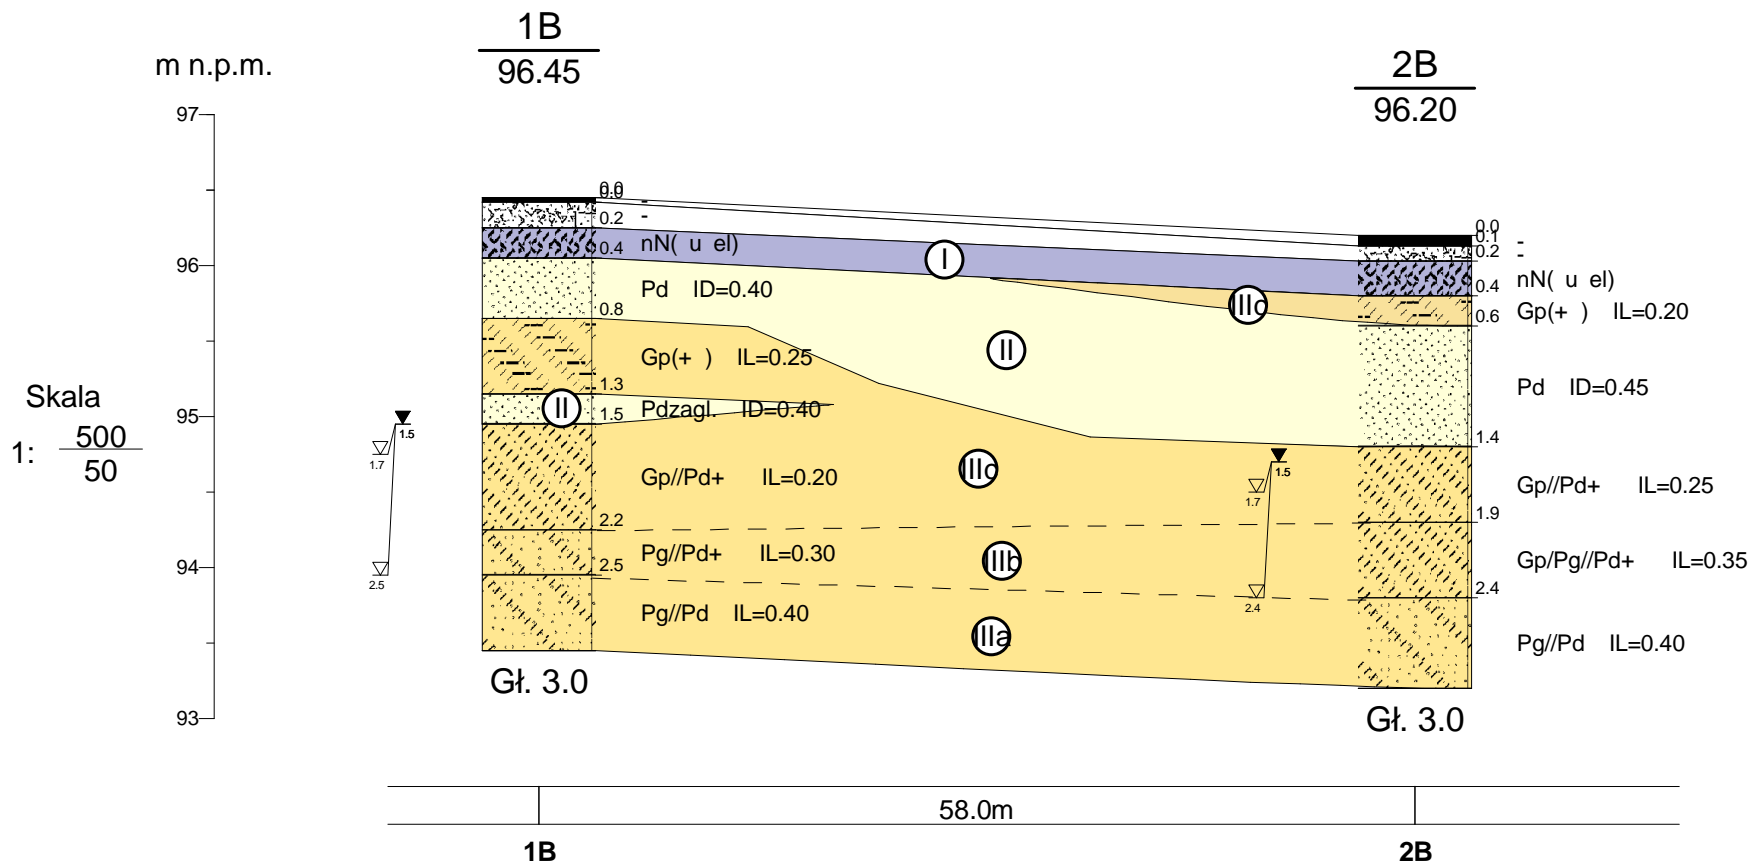 1B
96.45
m n.p.m.
2B
96.20
97
96
95
94
93
Skala
1: 500
50
0.0
0.0
-
0.2 -
0.4 nN( u el)
Pd ID=0.40
0.8
Gp(+ ) IL=0.25
1.3
Pdzagl. ID=0.40
1.5
Gp//Pd+ IL=0.20
2.2
Pg//Pd+ IL=0.30
2.5
Pg//Pd IL=0.40
Gł. 3.0
1.5
1.7
2.5
I
IIIc
II
II
IIIc
IIIb
IIIa
1.5
1.7
2.4
0.0
0.1 -
0.2 -
nN( u el)
0.4
Gp(+ ) IL=0.20
0.6
Pd ID=0.45
1.4
Gp//Pd+ IL=0.25
1.9
Gp/Pg//Pd+ IL=0.35
2.4
Pg//Pd IL=0.40
Gł. 3.0
58.0m
1B
2B